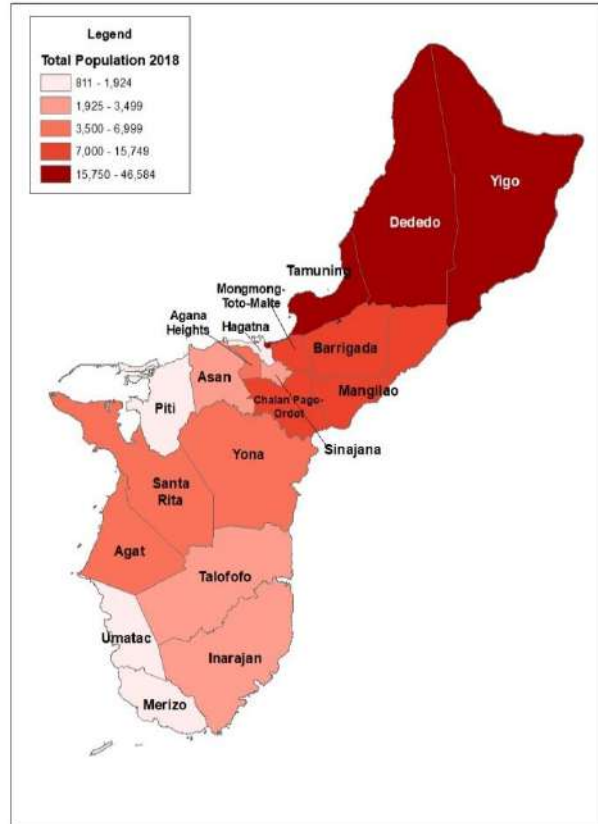 Legend
Total Population 2018
811 - 1,924
1,925 - 3,499
3,500 - 6,999
7,000 - 15,749
15,750 - 46,584
Yigo
Dededo
Tamuning
Mongmong-
Toto-Maite
Agana
Heights
Hagatna
Barrigada
Asan
Mangilao
Piti
Chalan Pago-
Ordot
Sinajana
Yona
Santa
Rita
Agat
Talofofo
Umatac
Inarajan
Merizo